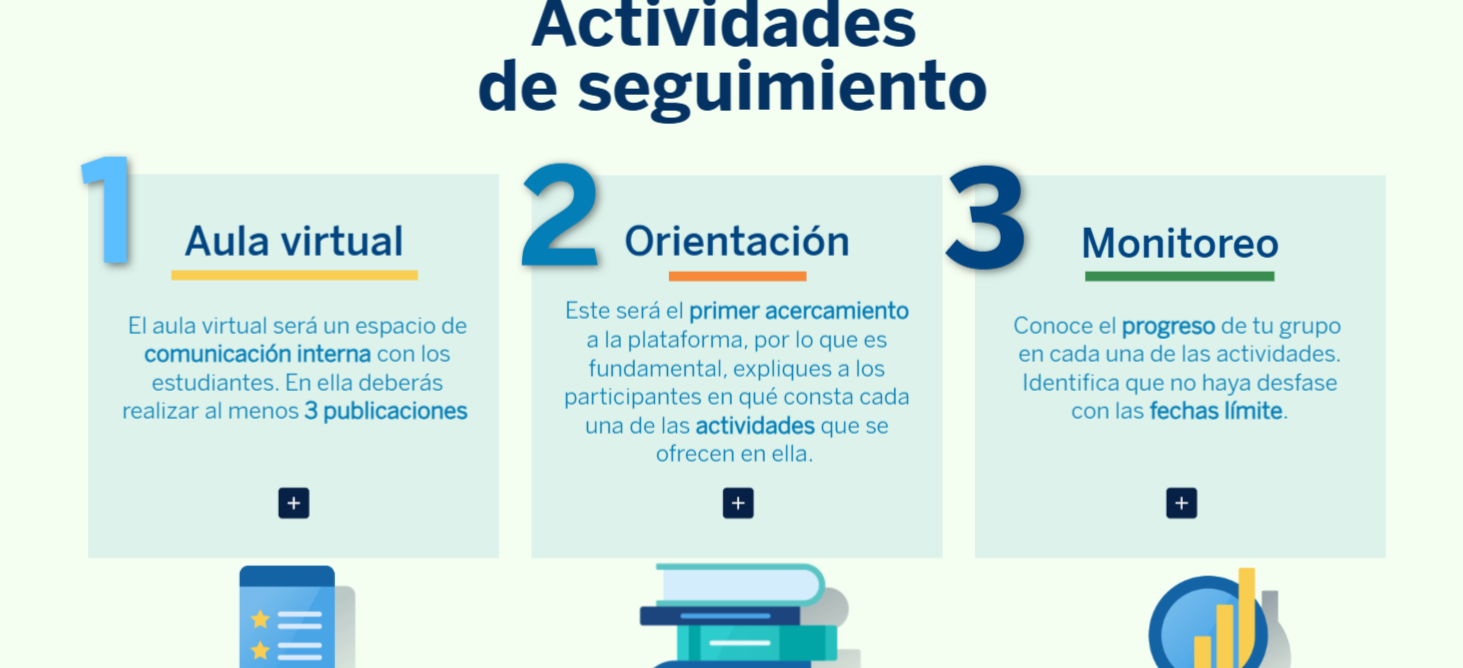 Actividades
de seguimiento
1
Aula virtual
El aula virtual será un espacio de
comunicación interna con los
estudiantes. En ella deberás
realizar al menos 3 publicaciones
+
2
Orientación
Este será el primer acercamiento
a la plataforma, por lo que es
fundamental, expliques a los
participantes en qué consta cada
una de las actividades que se
ofrecen en ella.
+
3
Monitoreo
Conoce el progreso de tu grupo
en cada una de las actividades.
Identifica que no haya desfase
con las fechas límite.
+